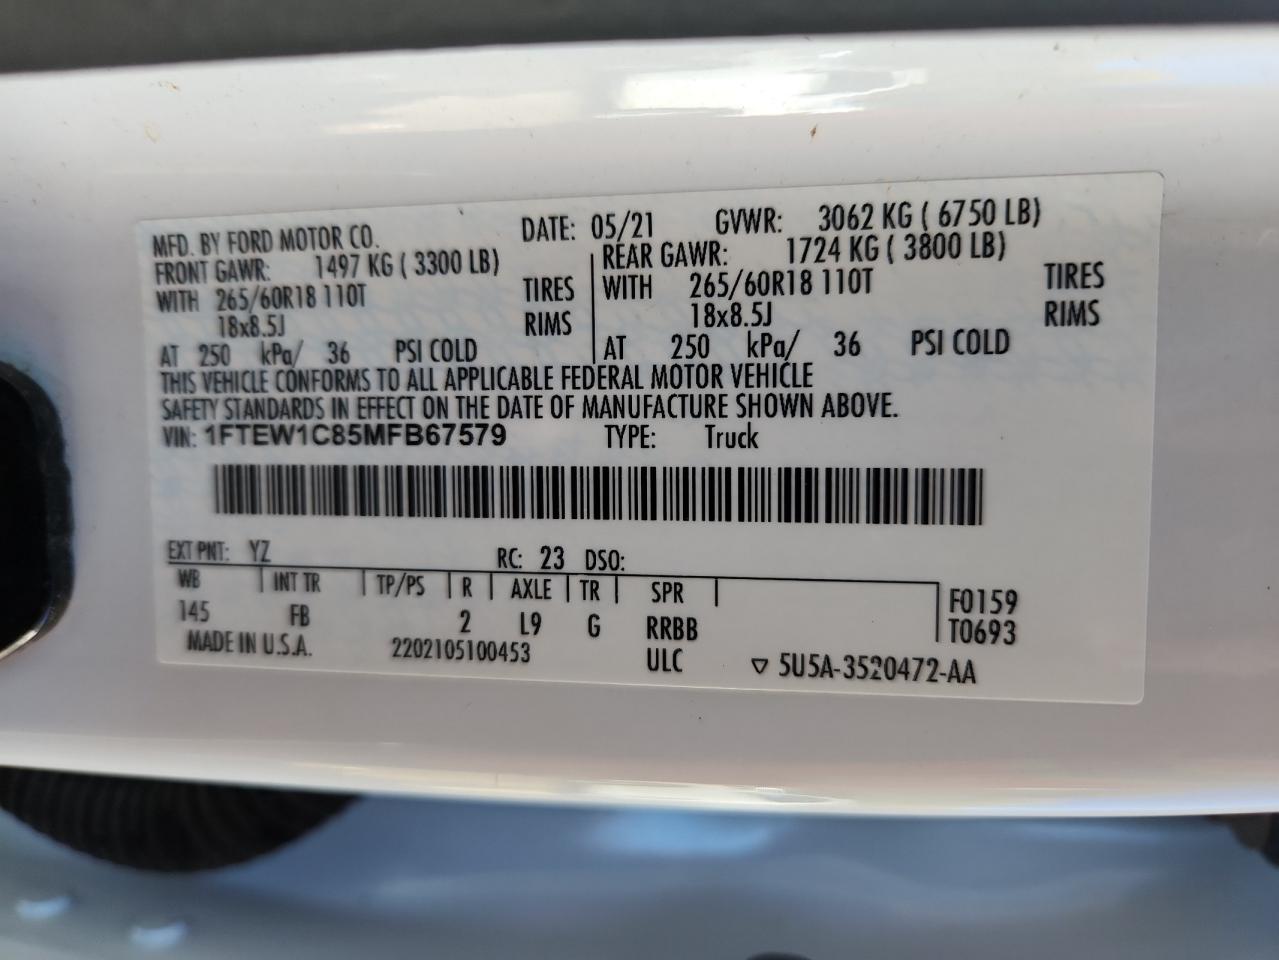 MFD. BY FORD MOTOR CO. DATE: 05/21 GVWR: 3062 KG ( 6750 LB)
FRONT GAWR: 1497 KG ( 3300 LB) REAR GAWR: 1724 KG ( 3800 LB)
WITH 265/60R18 110T TIRES WITH 265/60R18 110T TIRES
18x8.5J RIMS 18x8.5J RIMS
AT 250 kPa/ 36 PSI COLD AT 250 kPa/ 36 PSI COLD
THIS VEHICLE CONFORMS TO ALL APPLICABLE FEDERAL MOTOR VEHICLE
SAFETY STANDARDS IN EFFECT ON THE DATE OF MANUFACTURE SHOWN ABOVE.
VIN: 1FTEW1C85MFB67579 TYPE: Truck
EXT PNT: YZ RC: 23 DSO:
WB INT TR TP/PS R AXLE TR SPR F0159
145 FB 2 L9 G RRBB T0693
MADE IN U.S.A. 2202105100453 ULC ▽ 5U5A-3520472-AA